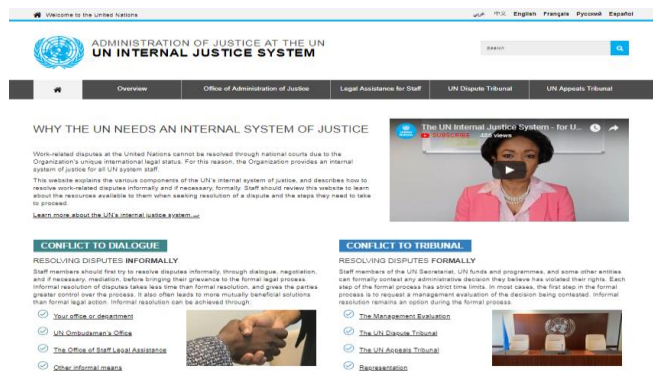 Welcome to the United Nations
عربي 中文 English Français Русский Español
ADMINISTRATION OF JUSTICE AT THE UN
UN INTERNAL JUSTICE SYSTEM
Search
Overview
Office of Administration of Justice
Legal Assistance for Staff
UN Dispute Tribunal
UN Appeals Tribunal
WHY THE UN NEEDS AN INTERNAL SYSTEM OF JUSTICE
Work-related disputes at the United Nations cannot be resolved through national courts due to the
Organization's unique international legal status. For this reason, the Organization provides an internal
system of justice for all UN system staff.
This website explains the various components of the UN's internal system of justice, and describes how to
resolve work-related disputes informally and if necessary, formally. Staff should review this website to learn
about the resources available to them when seeking resolution of a dispute and the steps they need to take
to proceed.
Learn more about the UN's internal justice system
The UN Internal Justice System - for U...
SUBSCRIBE views
CONFLICT TO DIALOGUE
RESOLVING DISPUTES INFORMALLY
Staff members should first try to resolve disputes informally, through dialogue, negotiation,
and if necessary, mediation, before bringing their grievance to the formal legal process.
Informal resolution of disputes takes less time than formal resolution, and gives the parties
greater control over the process. It also often leads to more mutually beneficial solutions
than formal legal action. Informal resolution can be achieved through:
Your office or department
UN Ombudsman's Office
The Office of Staff Legal Assistance
Other informal means
CONFLICT TO TRIBUNAL
RESOLVING DISPUTES FORMALLY
Staff members of the UN Secretariat, UN funds and programmes, and some other entities
can formally contest any administrative decision they believe has violated their rights. Each
step of the formal process has strict time limits. In most cases, the first step in the formal
process is to request a management evaluation of the decision being contested. Informal
resolution remains an option during the formal process.
The Management Evaluation
The UN Dispute Tribunal
The UN Appeals Tribunal
Representation